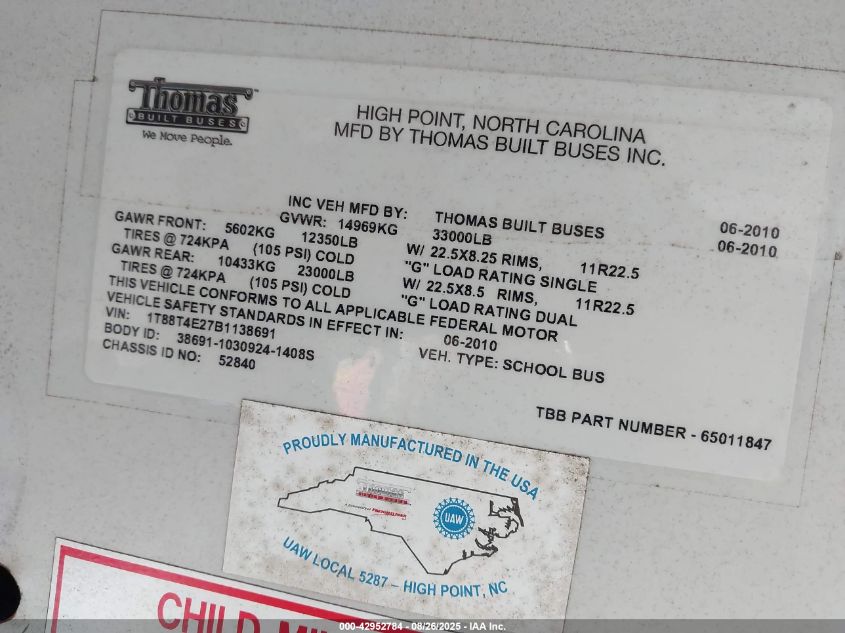 Thomas
BUILT BUSES
We Move People.
HIGH POINT, NORTH CAROLINA
MFD BY THOMAS BUILT BUSES INC.
INC VEH MFD BY: THOMAS BUILT BUSES 06-2010
GVWR: 14969KG 33000LB 06-2010
GAWR FRONT: 5602KG 12350LB W/ 22.5X8.25 RIMS, 11R22.5
TIRES @ 724KPA (105 PSI) COLD "G" LOAD RATING SINGLE
GAWR REAR: 10433KG 23000LB W/ 22.5X8.5 RIMS, 11R22.5
TIRES @ 724KPA (105 PSI) COLD "G" LOAD RATING DUAL
THIS VEHICLE CONFORMS TO ALL APPLICABLE FEDERAL MOTOR
VEHICLE SAFETY STANDARDS IN EFFECT IN: 06-2010
VIN: 1T88T4E27B1138691
BODY ID: 38691-1030924-1408S VEH. TYPE: SCHOOL BUS
CHASSIS ID NO: 52840
TBB PART NUMBER - 65011847
PROUDLY MANUFACTURED IN THE USA
Thomas
BUILT BUSES
UAW
UAW LOCAL 5287 – HIGH POINT, NC
CHILD
000-42952784 - 08/26/2025 - IAA Inc.